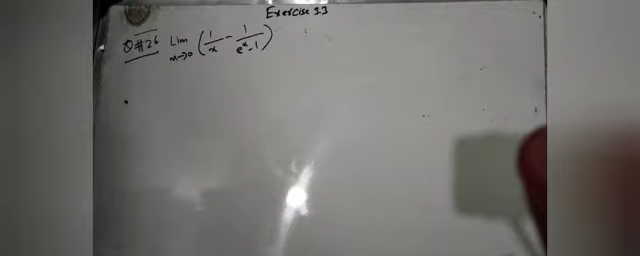 Exercise 3.3
Q#26 Lim x→0 (1/x - 1/(e^x - 1))